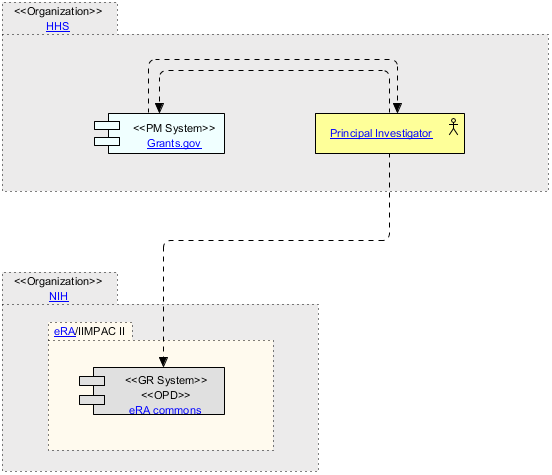 <<Organization>>
HHS
<<PM System>>
Grants.gov
Principal Investigator
<<Organization>>
NIH
eRA/IIMPAC II
<<GR System>>
<<OPD>>
eRA commons